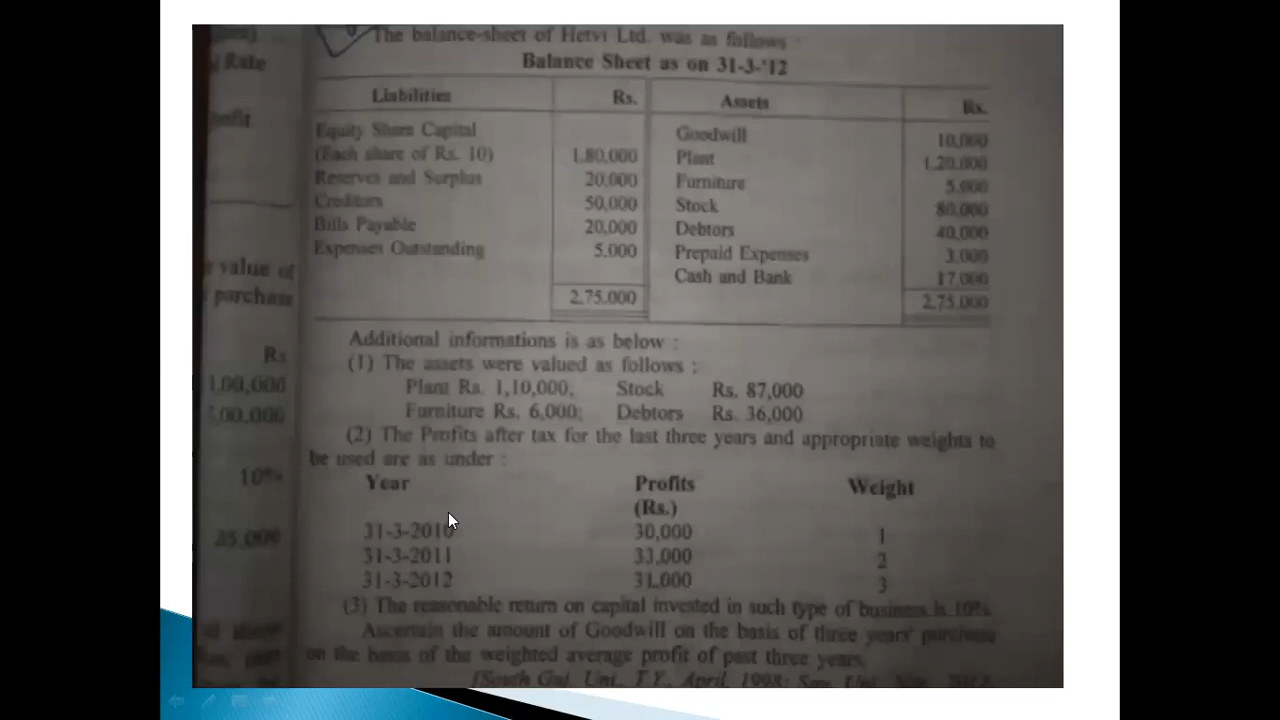 The balance-sheet of Hetvi Ltd. was as follows :
Balance Sheet as on 31-3-'12
Liabilities Rs. Assets Rs.
Equity Share Capital Goodwill 10,000
(Each share of Rs. 10) 1,80,000 Plant 1,20,000
Reserves and Surplus 20,000 Furniture 5,000
Creditors 50,000 Stock 80,000
Bills Payable 20,000 Debtors 40,000
Expenses Outstanding 5,000 Prepaid Expenses 3,000
Cash and Bank 17,000
2,75,000 2,75,000
Additional informations is as below :
(1) The assets were valued as follows :
Plant Rs. 1,10,000; Stock Rs. 87,000
Furniture Rs. 6,000; Debtors Rs. 36,000
(2) The Profits after tax for the last three years and appropriate weights to
be used are as under :
Year Profits Weight
(Rs.)
31-3-2010 30,000 1
31-3-2011 33,000 2
31-3-2012 31,000 3
(3) The reasonable return on capital invested in such type of business is 10%.
Ascertain the amount of Goodwill on the basis of three years' purchase
on the basis of the weighted average profit of past three years.
[South Guj. Uni., T.Y., April, 1998;
Rate
value of
purchase
Rs
1,00,000
00,000
10%
25,000